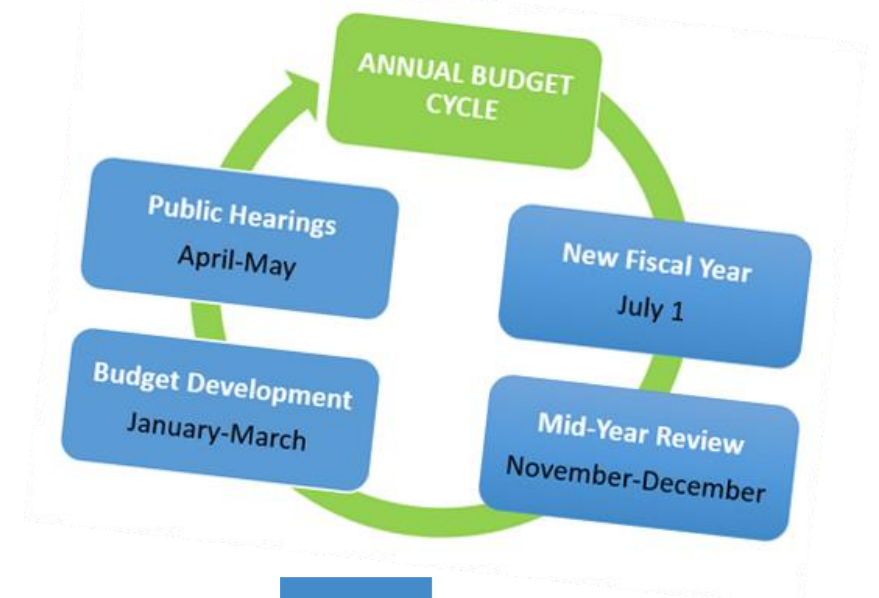 ANNUAL BUDGET
CYCLE
New Fiscal Year
July 1
Mid-Year Review
November-December
Budget Development
January-March
Public Hearings
April-May